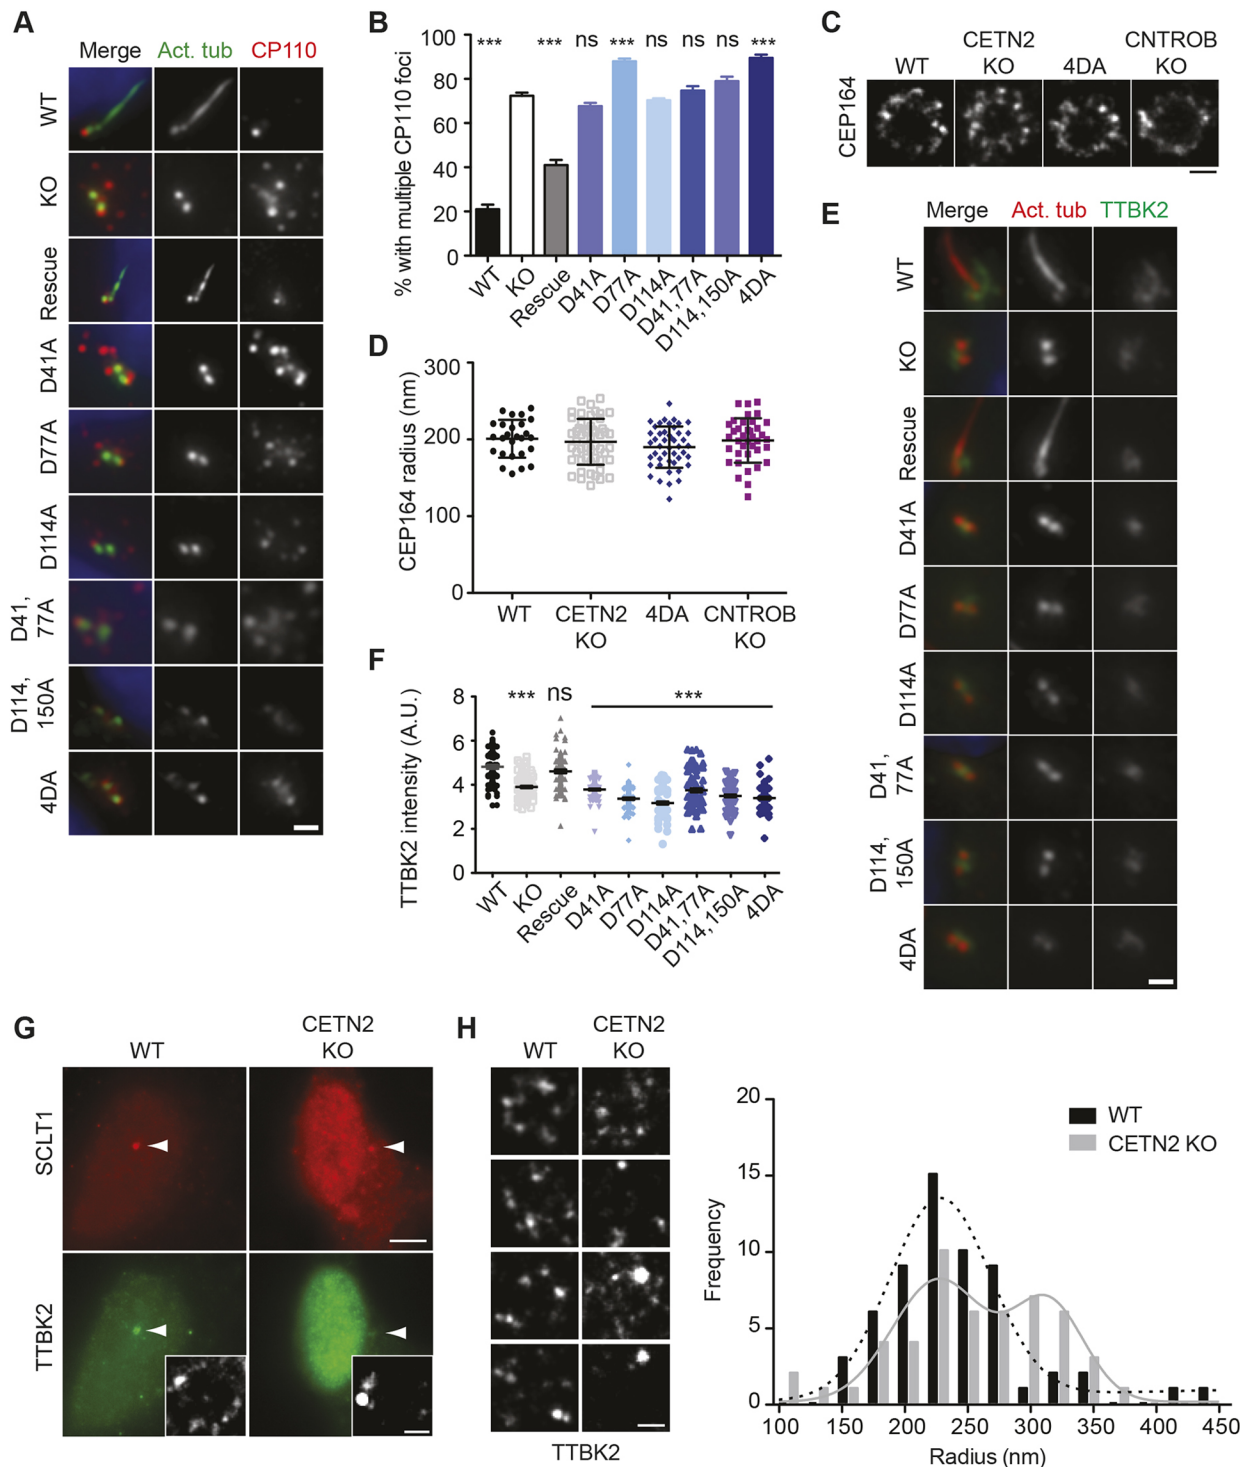 A
Merge Act. tub CP110
WT
KO
Rescue
D41A
D77A
D114A
D41,
77A
D114,
150A
4DA
B
% with multiple CP110 foci
100
80
60
40
20
0
*** *** ns *** ns ns ns ***
WT KO Rescue D41A D77A D114A D41,77A D114,150A 4DA
C
CETN2 CNTROB
WT KO 4DA KO
CEP164
D
CEP164 radius (nm)
300
200
100
0
WT CETN2 4DA CNTROB
KO KO
E
Merge Act. tub TTBK2
WT
KO
Rescue
D41A
D77A
D114A
D41,
77A
D114,
150A
4DA
F
TTBK2 intensity (A.U.)
8
6
4
2
0
*** ns ***
WT KO Rescue D41A D77A D114A D41,77A D114,150A 4DA
G
CETN2
WT KO
SCLT1
TTBK2
H
CETN2
WT KO
TTBK2
Frequency
20
15
10
5
0
WT
CETN2 KO
100 150 200 250 300 350 400 450
Radius (nm)